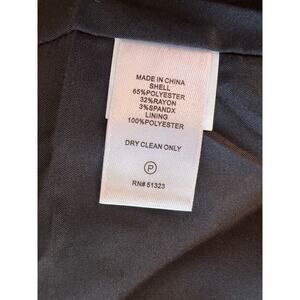 MADE IN CHINA
SHELL
65%POLYESTER
32%RAYON
3%SPANDX
LINING
100%POLYESTER
DRY CLEAN ONLY
P
RN# 51323